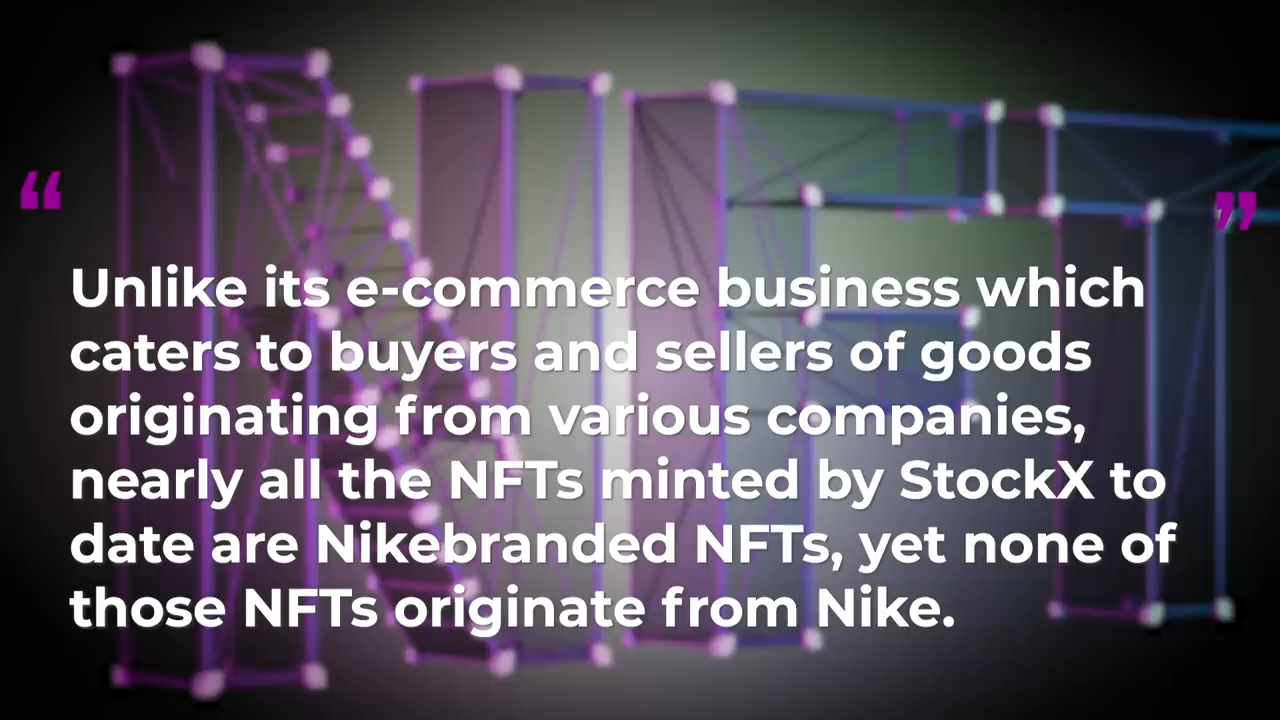 “
”
Unlike its e-commerce business which
caters to buyers and sellers of goods
originating from various companies,
nearly all the NFTs minted by StockX to
date are Nikebranded NFTs, yet none of
those NFTs originate from Nike.